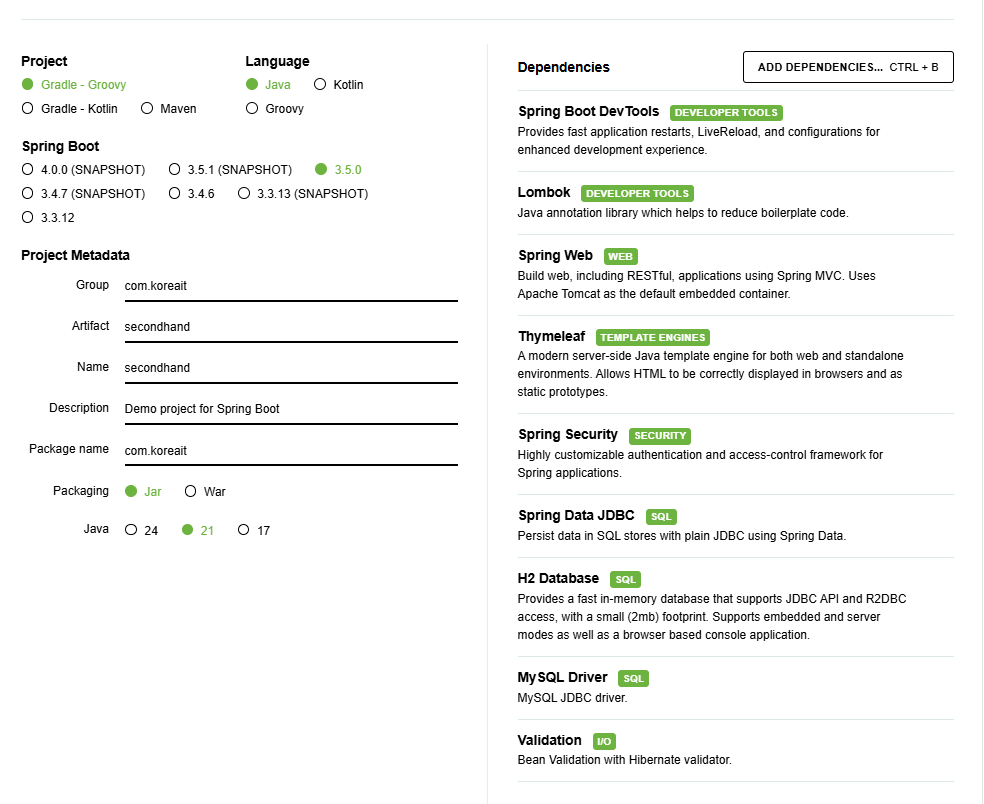 Project
Gradle - Groovy
Gradle - Kotlin Maven
Language
Java Kotlin
Groovy
Spring Boot
4.0.0 (SNAPSHOT) 3.5.1 (SNAPSHOT) 3.5.0
3.4.7 (SNAPSHOT) 3.4.6 3.3.13 (SNAPSHOT)
3.3.12
Project Metadata
Group com.koreait
Artifact secondhand
Name secondhand
Description Demo project for Spring Boot
Package name com.koreait
Packaging Jar War
Java 24 21 17
Dependencies ADD DEPENDENCIES... CTRL + B
Spring Boot DevTools DEVELOPER TOOLS
Provides fast application restarts, LiveReload, and configurations for
enhanced development experience.
Lombok DEVELOPER TOOLS
Java annotation library which helps to reduce boilerplate code.
Spring Web WEB
Build web, including RESTful, applications using Spring MVC. Uses
Apache Tomcat as the default embedded container.
Thymeleaf TEMPLATE ENGINES
A modern server-side Java template engine for both web and standalone
environments. Allows HTML to be correctly displayed in browsers and as
static prototypes.
Spring Security SECURITY
Highly customizable authentication and access-control framework for
Spring applications.
Spring Data JDBC SQL
Persist data in SQL stores with plain JDBC using Spring Data.
H2 Database SQL
Provides a fast in-memory database that supports JDBC API and R2DBC
access, with a small (2mb) footprint. Supports embedded and server
modes as well as a browser based console application.
MySQL Driver SQL
MySQL JDBC driver.
Validation I/O
Bean Validation with Hibernate validator.